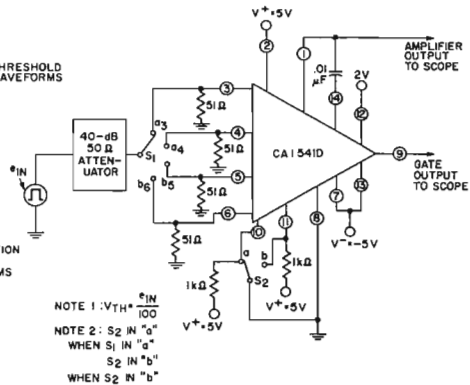 V+=5V
HRESHOLD
AVEFORMS
AMPLIFIER
OUTPUT
TO SCOPE
.01
μF
2V
40-dB
50Ω
ATTEN-
UATOR
eIN
S1
a3
a4
b5
b6
51Ω
51Ω
51Ω
51Ω
3
4
5
6
2
1
14
12
CA1541D
9
GATE
OUTPUT
TO SCOPE
7
13
8
11
10
V-=-5V
a
b
S2
1kΩ
1kΩ
V+=5V
V+=5V
TION
MS
NOTE 1: VTH= eIN
100
NOTE 2: S2 IN "a"
WHEN S1 IN "a"
S2 IN "b"
WHEN S2 IN "b"